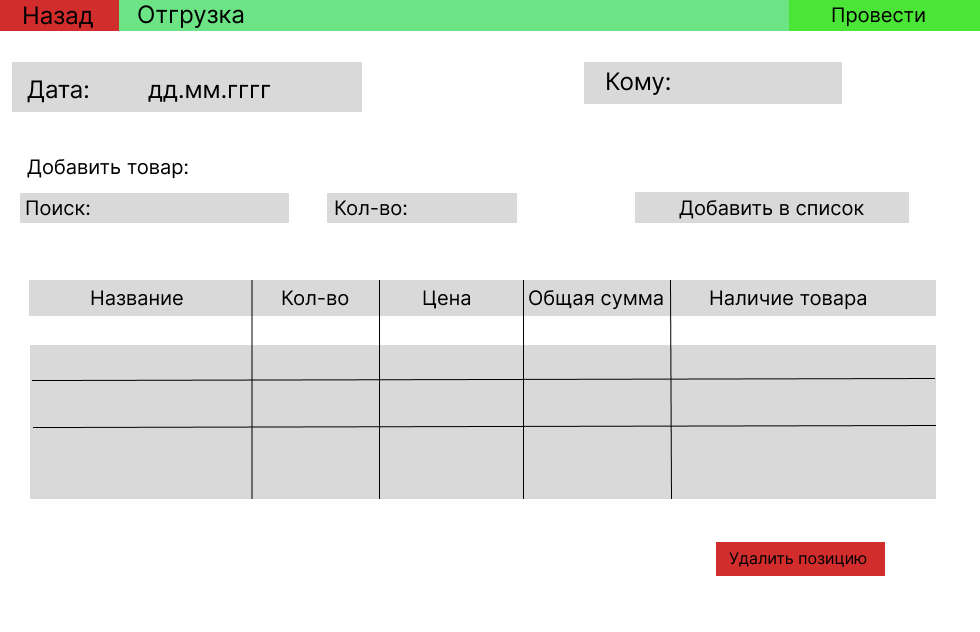 Назад Отгрузка Провести
Дата: дд.мм.гггг Кому:
Добавить товар:
Поиск: Кол-во: Добавить в список
Название Кол-во Цена Общая сумма Наличие товара
Удалить позицию